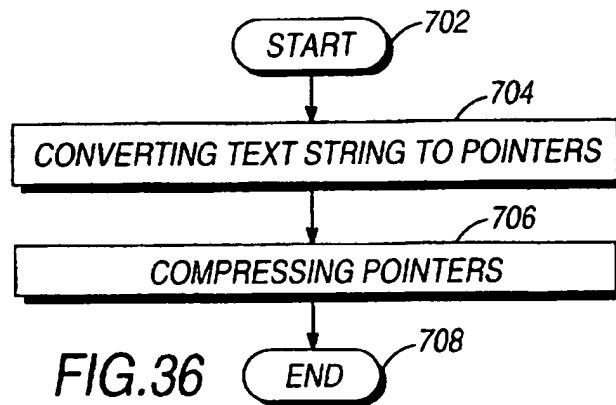 START
702
704
CONVERTING TEXT STRING TO POINTERS
706
COMPRESSING POINTERS
708
FIG.36
END